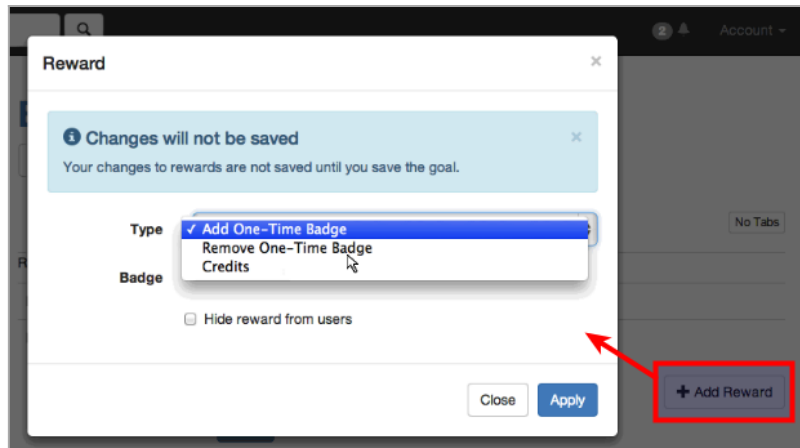 2
Account
Reward
×
Changes will not be saved
×
Your changes to rewards are not saved until you save the goal.
No Tabs
Type
✓ Add One-Time Badge
Remove One-Time Badge
Credits
Badge
Hide reward from users
+ Add Reward
Close
Apply